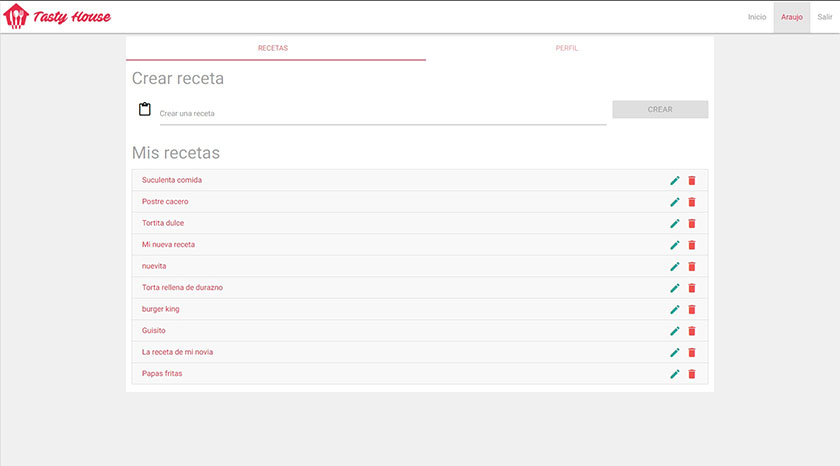 Tasty House
Inicio
Araujo
Salir
RECETAS
PERFIL
Crear receta
Crear una receta
CREAR
Mis recetas
Suculenta comida
Postre cacero
Tortita dulce
Mi nueva receta
nuevita
Torta rellena de durazno
burger king
Guisito
La receta de mi novia
Papas fritas